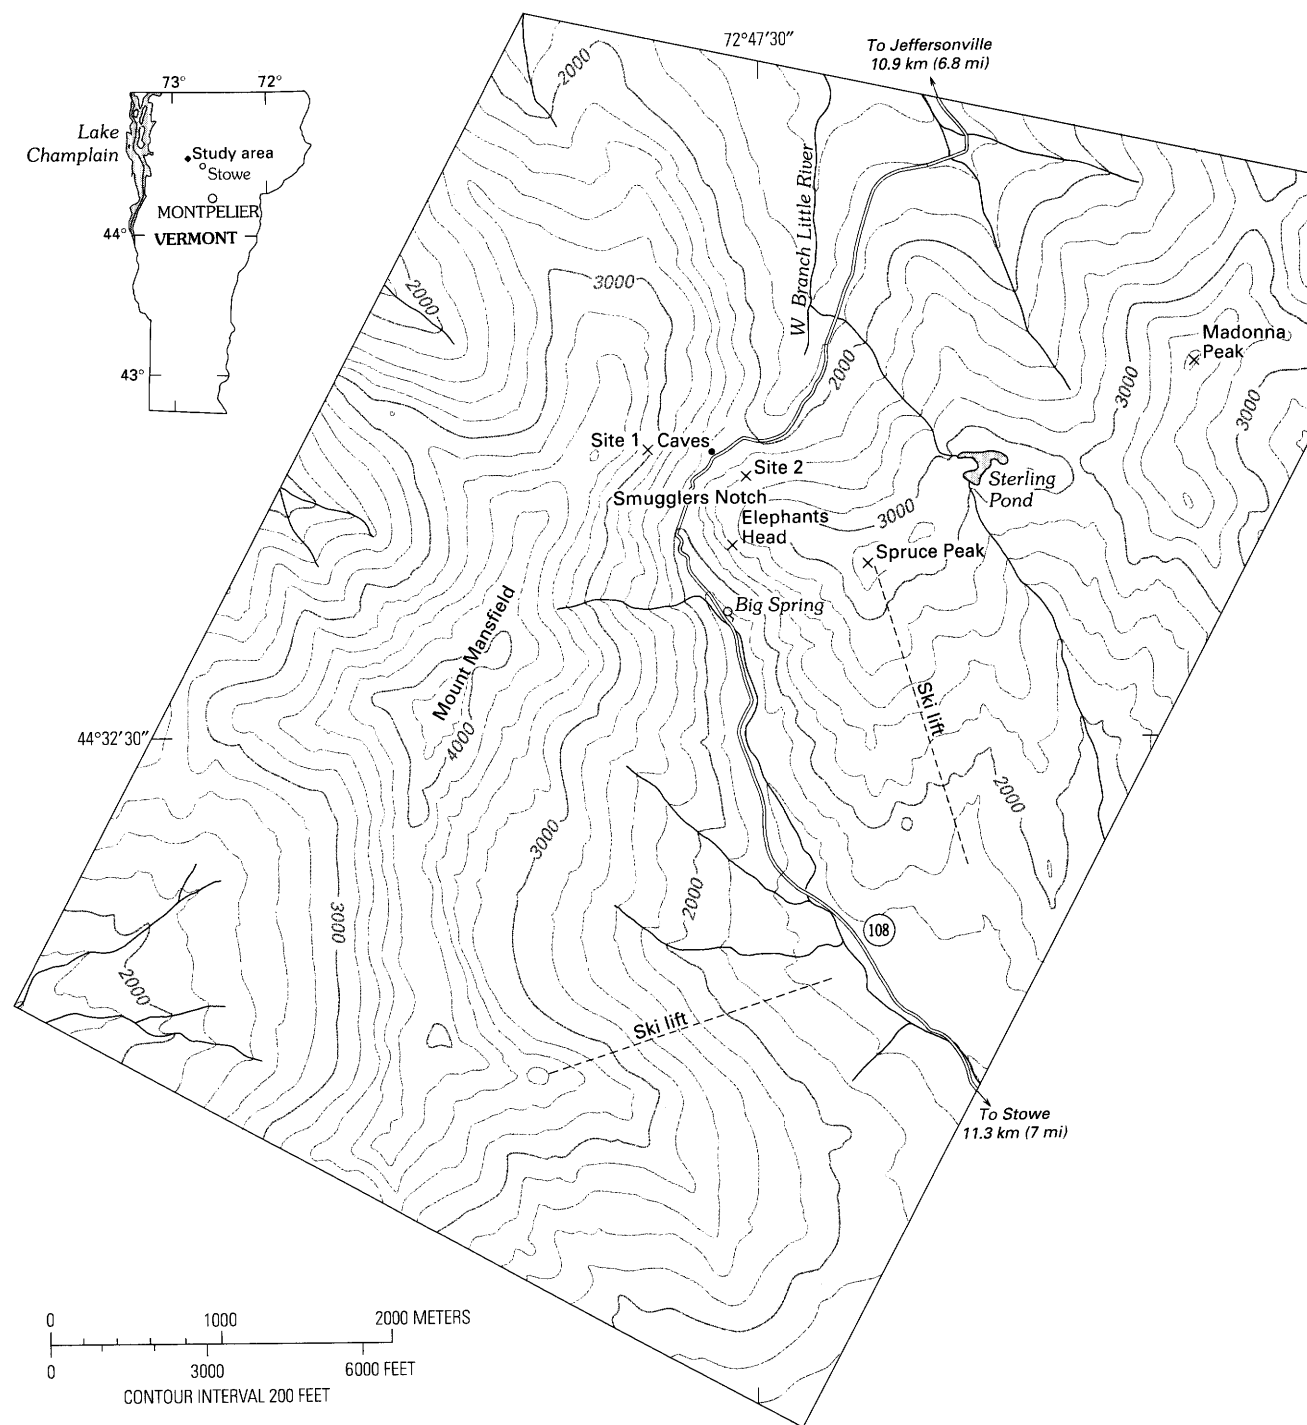 72°47′30″
To Jeffersonville
10.9 km (6.8 mi)
73°
72°
Lake
Champlain
Study area
Stowe
MONTPELIER
44°
VERMONT
43°
2000
W Branch Little River
3000
2000
2000
Madonna
Peak
3000
3000
Site 1
Caves
Site 2
Smugglers Notch
Elephants
Head
3000
Sterling
Pond
Spruce Peak
Big Spring
Mount Mansfield
4000
Ski lift
44°32′30″
2000
3000
2000
3000
108
2000
Ski lift
To Stowe
11.3 km (7 mi)
0
1000
2000 METERS
0
3000
6000 FEET
CONTOUR INTERVAL 200 FEET